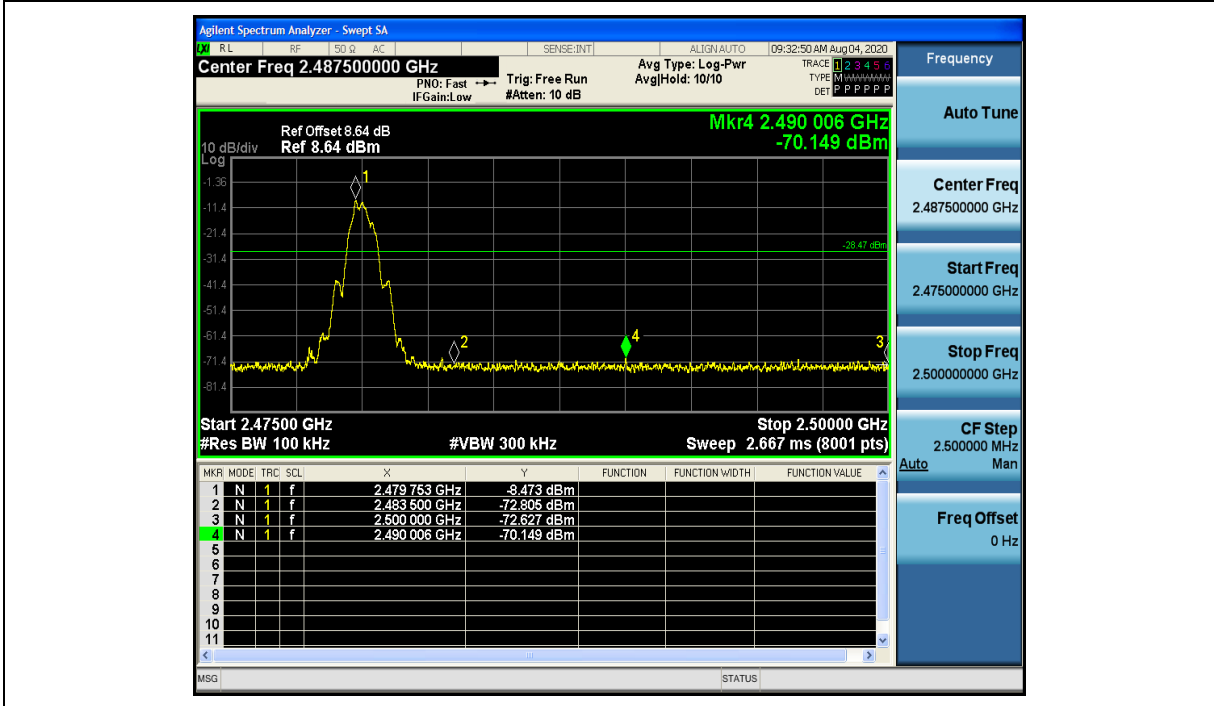 Agilent Spectrum Analyzer - Swept SA
LXI RL RF 50 Ω AC SENSE:INT ALIGN AUTO 09:32:50 AM Aug 04, 2020
Center Freq 2.487500000 GHz
PNO: Fast
IFGain:Low
Trig: Free Run
#Atten: 10 dB
Avg Type: Log-Pwr
Avg|Hold: 10/10
TRACE 1 2 3 4 5 6
TYPE M
DET P P P P P P
Mkr4 2.490 006 GHz
-70.149 dBm
Ref Offset 8.64 dB
10 dB/div Ref 8.64 dBm
Log
1
-1.36
-11.4
-21.4
-28.47 dBm
-31.4
-41.4
-51.4
-61.4
2
4
3
-71.4
-81.4
Start 2.47500 GHz Stop 2.50000 GHz
#Res BW 100 kHz #VBW 300 kHz Sweep 2.667 ms (8001 pts)
MKR MODE TRC SCL X Y FUNCTION FUNCTION WIDTH FUNCTION VALUE
1 N 1 f 2.479 753 GHz -8.473 dBm
2 N 1 f 2.483 500 GHz -72.805 dBm
3 N 1 f 2.500 000 GHz -72.627 dBm
4 N 1 f 2.490 006 GHz -70.149 dBm
5
6
7
8
9
10
11
MSG STATUS
Frequency
Auto Tune
Center Freq
2.487500000 GHz
Start Freq
2.475000000 GHz
Stop Freq
2.500000000 GHz
CF Step
2.500000 MHz
Auto Man
Freq Offset
0 Hz